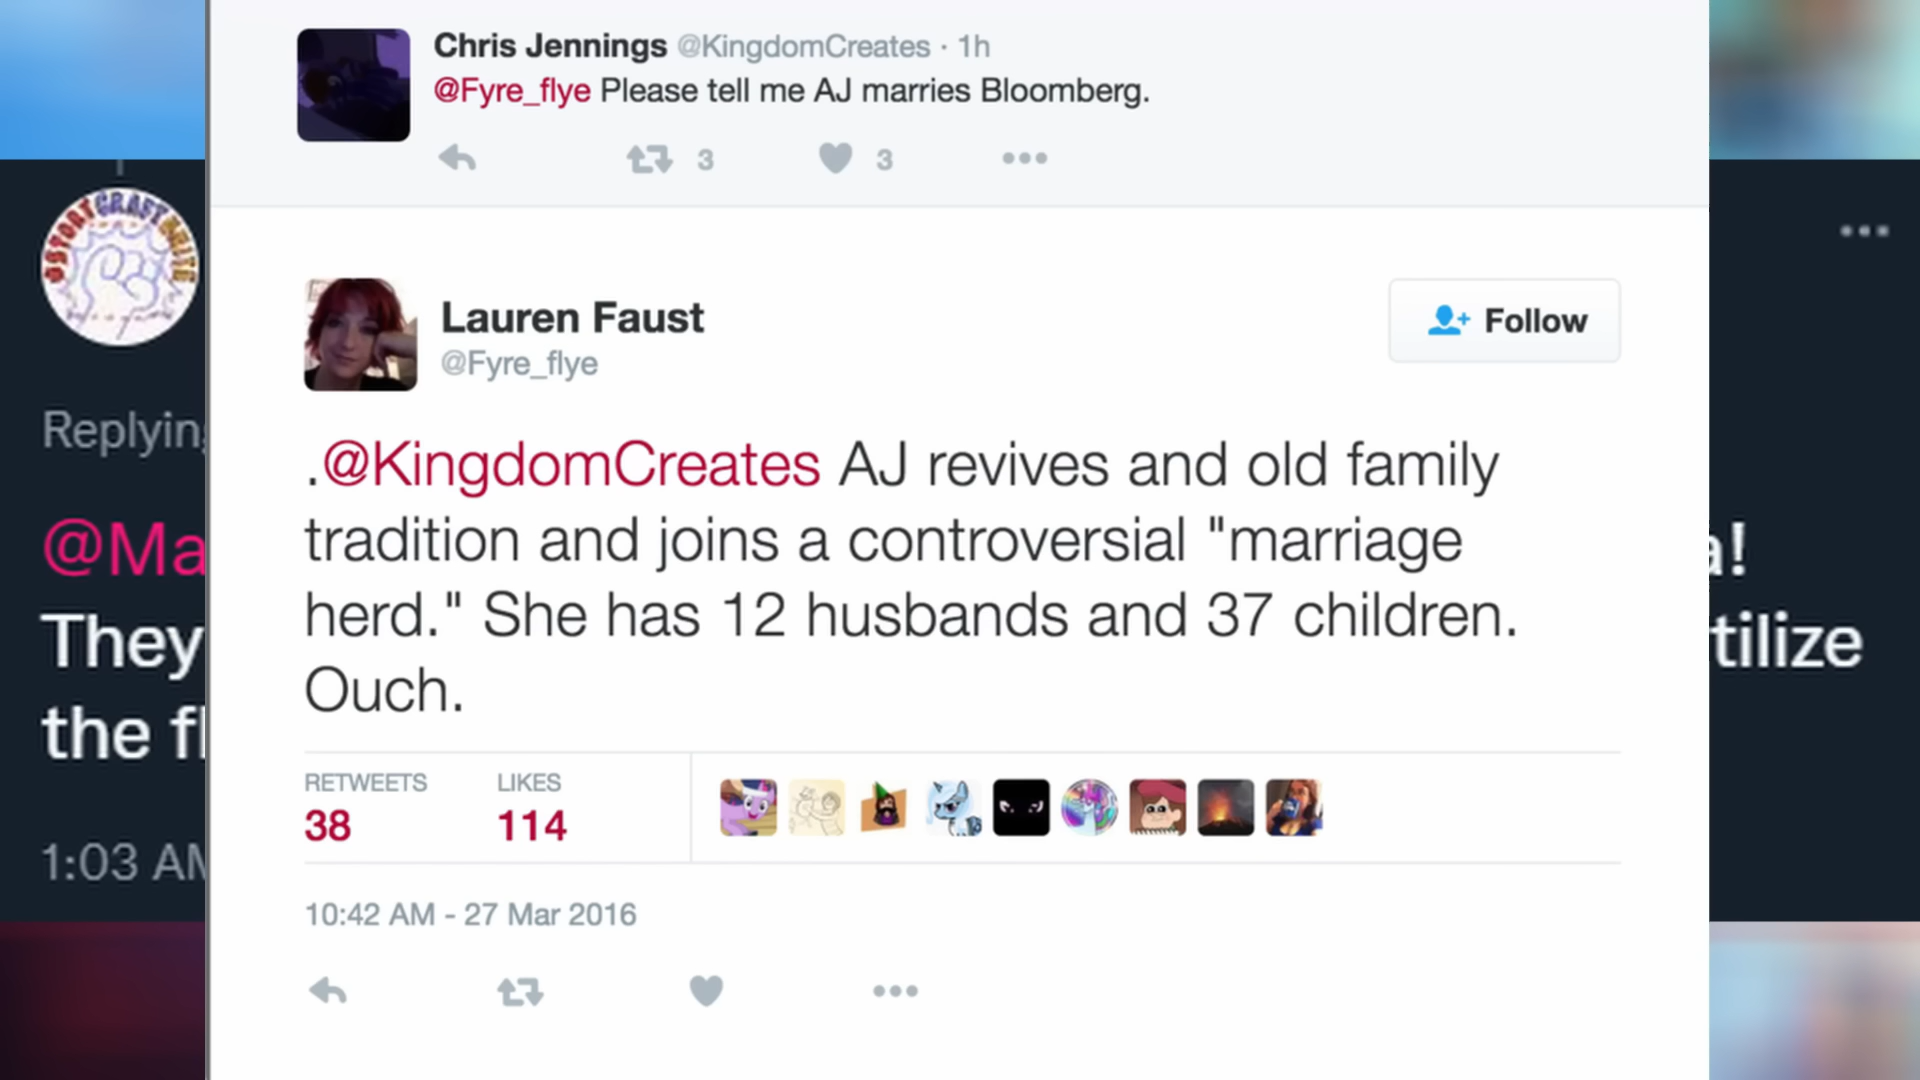 Chris Jennings @KingdomCreates · 1h
@Fyre_flye Please tell me AJ marries Bloomberg.
3 3
Lauren Faust
@Fyre_flye
Follow
.@KingdomCreates AJ revives and old family
tradition and joins a controversial "marriage
herd." She has 12 husbands and 37 children.
Ouch.
RETWEETS LIKES
38 114
10:42 AM - 27 Mar 2016
Replying
@Ma
They
the fl
1:03 AM
a!
tilize